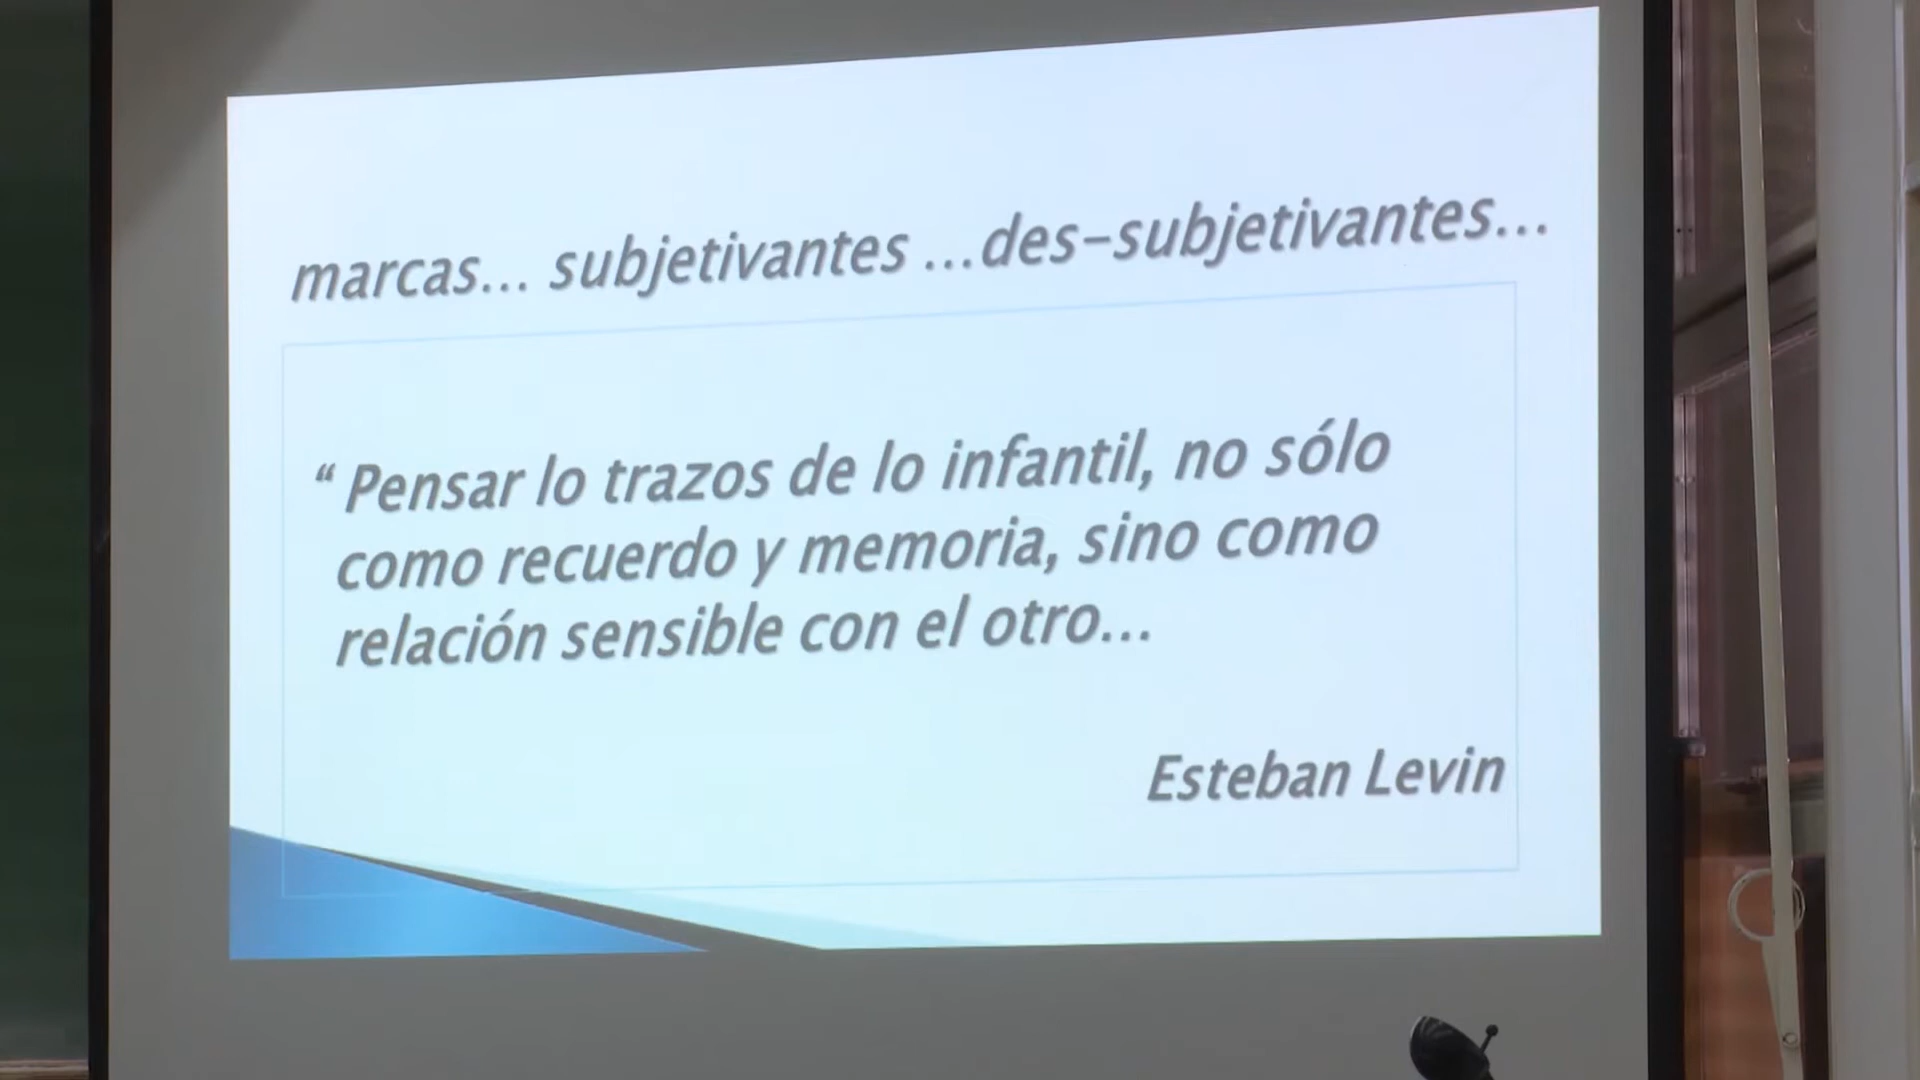 marcas... subjetivantes ...des-subjetivantes...
“ Pensar lo trazos de lo infantil, no sólo
como recuerdo y memoria, sino como
relación sensible con el otro...
Esteban Levin